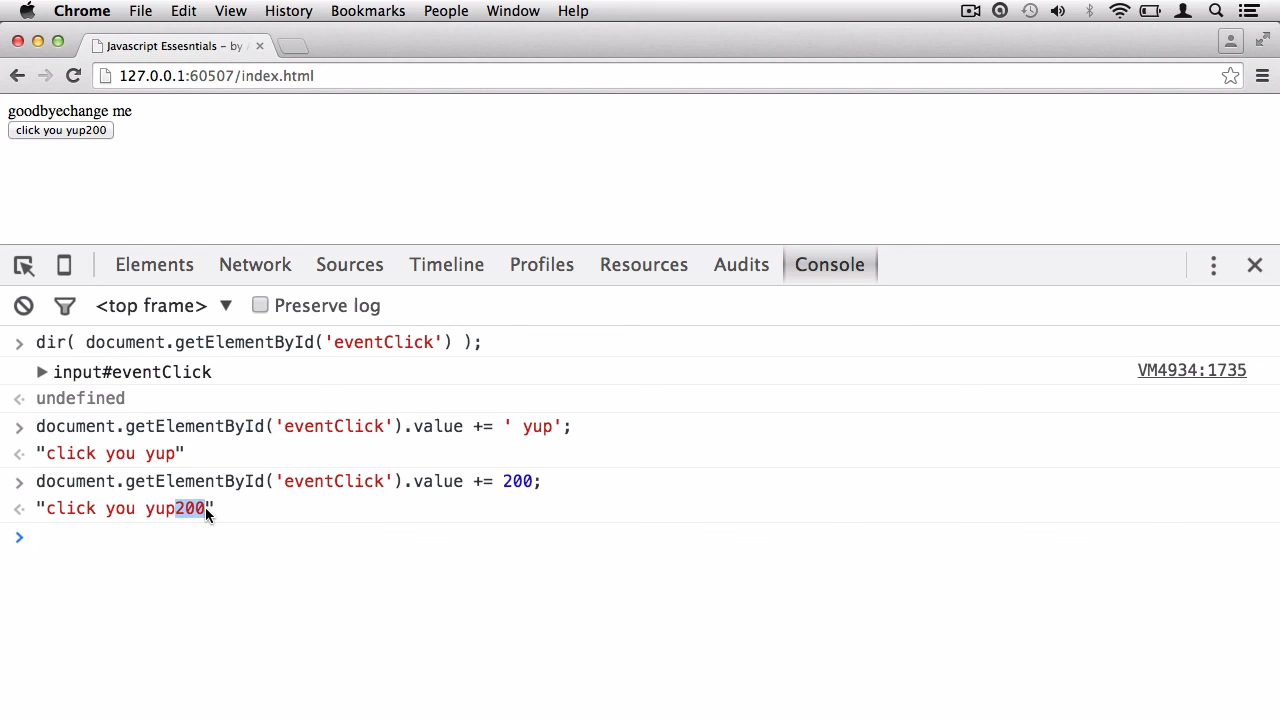 Chrome File Edit View History Bookmarks People Window Help
Javascript Essesntials – by
127.0.0.1:60507/index.html
goodbyechange me
click you yup200
Elements Network Sources Timeline Profiles Resources Audits Console
<top frame> Preserve log
dir( document.getElementById('eventClick') );
input#eventClick VM4934:1735
undefined
document.getElementById('eventClick').value += ' yup';
"click you yup"
document.getElementById('eventClick').value += 200;
"click you yup200"